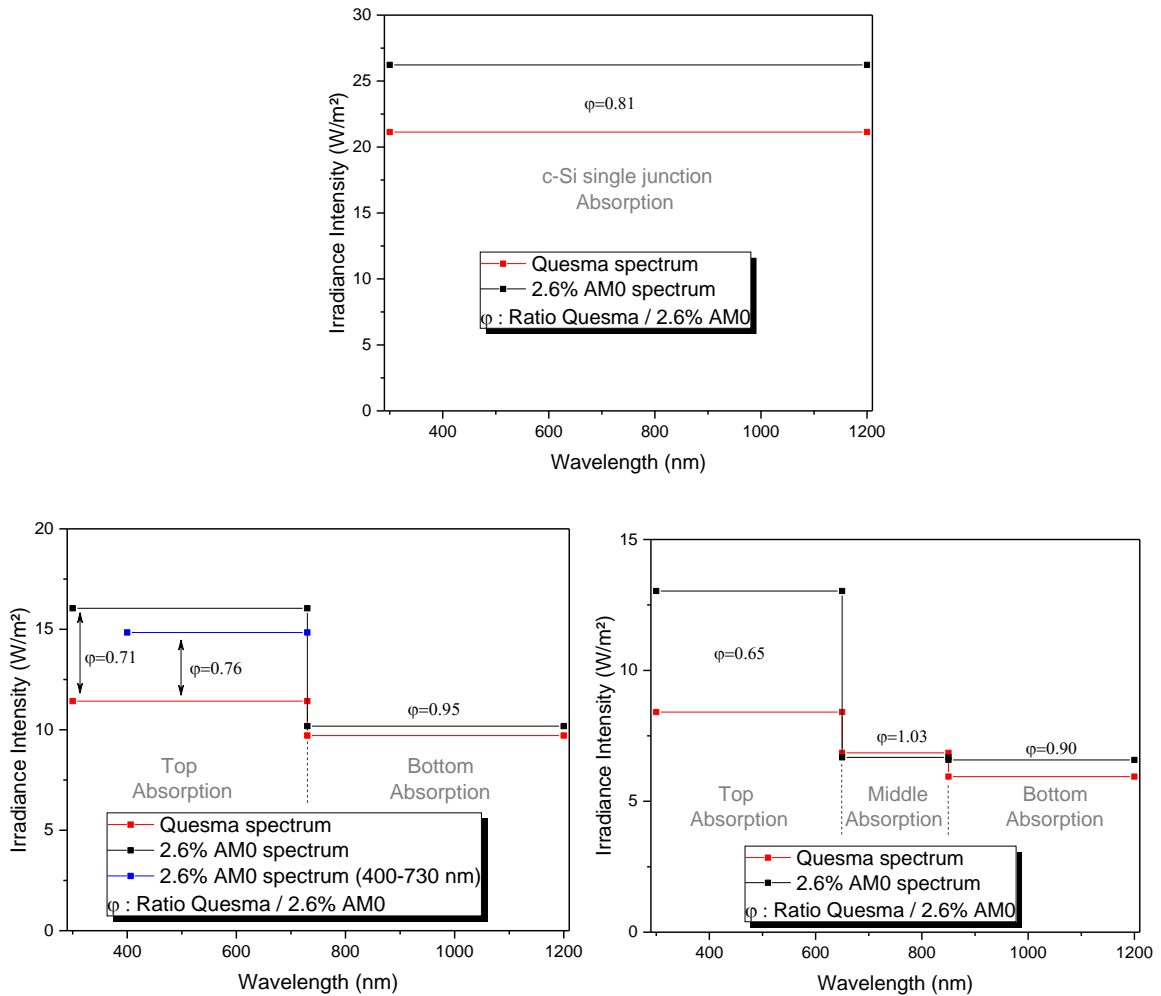 30
25
20
15
10
5
0
Irradiance Intensity (W/m²)
φ=0.81
c-Si single junction
Absorption
Quesma spectrum
2.6% AM0 spectrum
φ : Ratio Quesma / 2.6% AM0
400 600 800 1000 1200
Wavelength (nm)
20
15
10
5
0
Irradiance Intensity (W/m²)
φ=0.71
φ=0.76
φ=0.95
Top
Absorption
Bottom
Absorption
Quesma spectrum
2.6% AM0 spectrum
2.6% AM0 spectrum (400-730 nm)
φ : Ratio Quesma / 2.6% AM0
400 600 800 1000 1200
Wavelength (nm)
15
10
5
0
Irradiance Intensity (W/m²)
φ=0.65
φ=1.03
φ=0.90
Top
Absorption
Middle
Absorption
Bottom
Absorption
Quesma spectrum
2.6% AM0 spectrum
φ : Ratio Quesma / 2.6% AM0
400 600 800 1000 1200
Wavelength (nm)